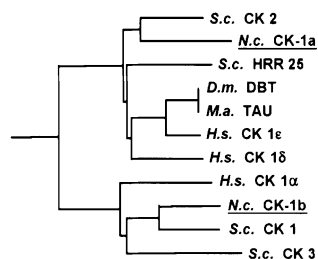 S.c. CK 2
N.c. CK-1a
S.c. HRR 25
D.m. DBT
M.a. TAU
H.s. CK 1ε
H.s. CK 1δ
H.s. CK 1α
N.c. CK-1b
S.c. CK 1
S.c. CK 3